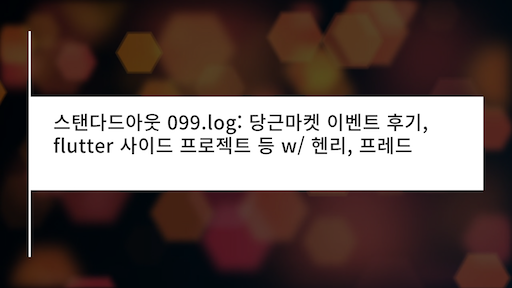 스탠다드아웃 099.log: 당근마켓 이벤트 후기,
flutter 사이드 프로젝트 등 w/ 헨리, 프레드